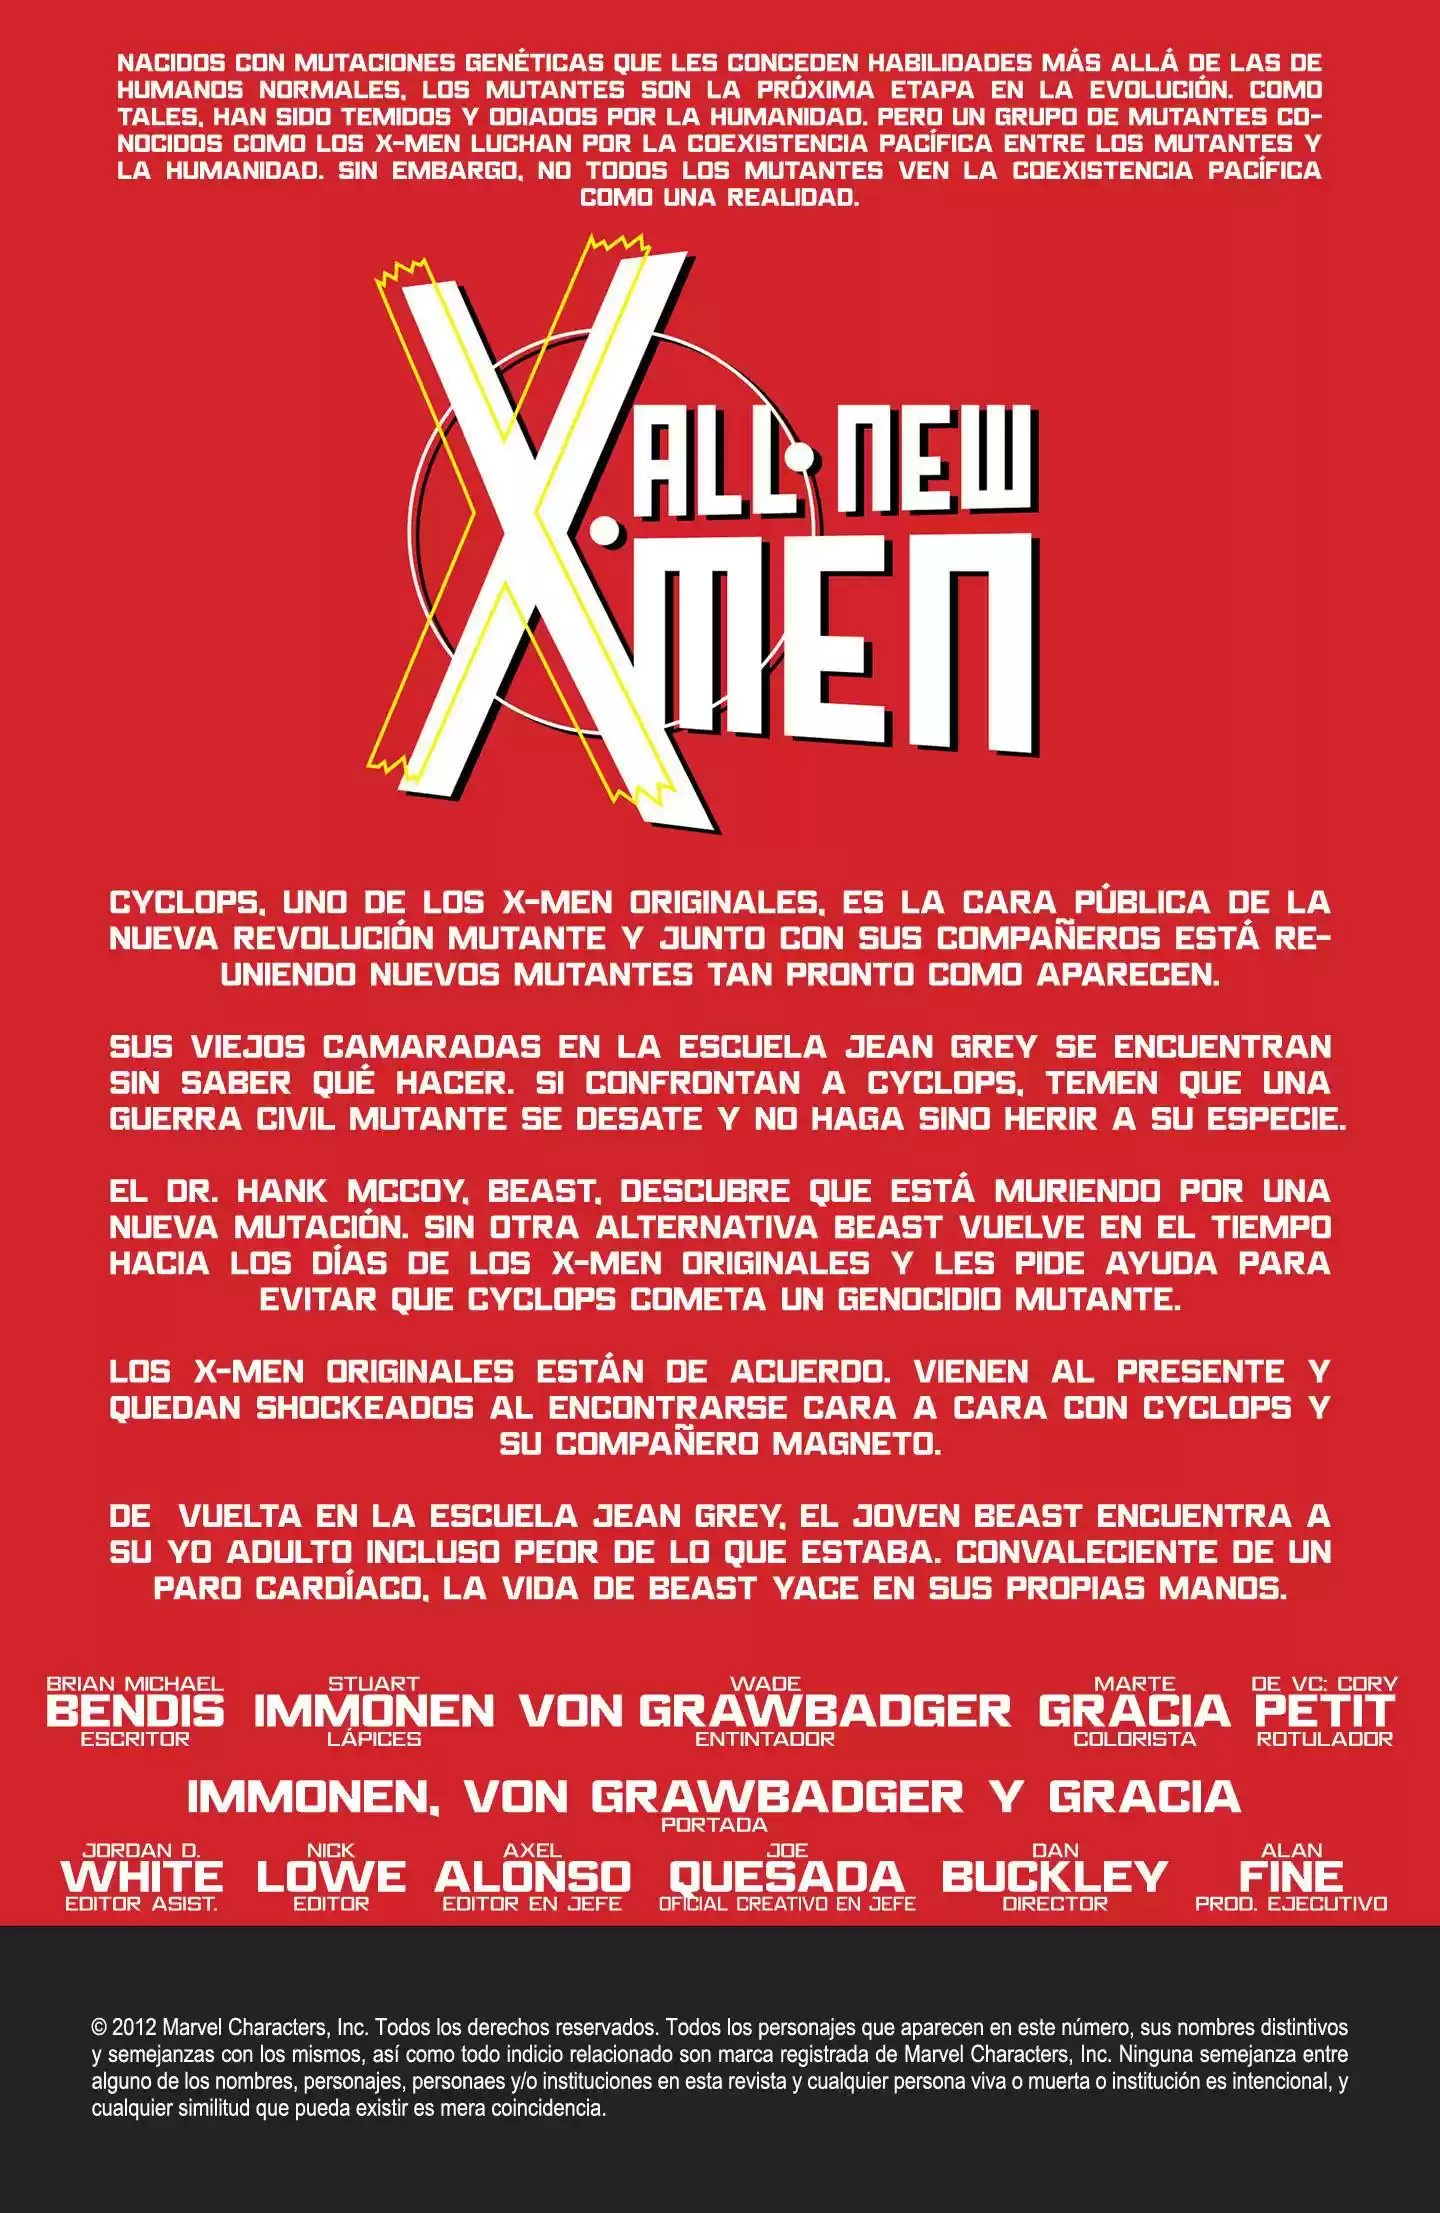 NACIDOS CON MUTACIONES GENÉTICAS QUE LES CONCEDEN HABILIDADES MÁS ALLÁ DE LAS DE
HUMANOS NORMALES, LOS MUTANTES SON LA PRÓXIMA ETAPA EN LA EVOLUCIÓN. COMO
TALES, HAN SIDO TEMIDOS Y ODIADOS POR LA HUMANIDAD. PERO UN GRUPO DE MUTANTES CO-
NOCIDOS COMO LOS X-MEN LUCHAN POR LA COEXISTENCIA PACÍFICA ENTRE LOS MUTANTES Y
LA HUMANIDAD. SIN EMBARGO, NO TODOS LOS MUTANTES VEN LA COEXISTENCIA PACÍFICA
COMO UNA REALIDAD.
ALL·NEW
X·MEN
CYCLOPS, UNO DE LOS X-MEN ORIGINALES, ES LA CARA PÚBLICA DE LA
NUEVA REVOLUCIÓN MUTANTE Y JUNTO CON SUS COMPAÑEROS ESTÁ RE-
UNIENDO NUEVOS MUTANTES TAN PRONTO COMO APARECEN.
SUS VIEJOS CAMARADAS EN LA ESCUELA JEAN GREY SE ENCUENTRAN
SIN SABER QUÉ HACER. SI CONFRONTAN A CYCLOPS, TEMEN QUE UNA
GUERRA CIVIL MUTANTE SE DESATE Y NO HAGA SINO HERIR A SU ESPECIE.
EL DR. HANK MCCOY, BEAST, DESCUBRE QUE ESTÁ MURIENDO POR UNA
NUEVA MUTACIÓN. SIN OTRA ALTERNATIVA BEAST VUELVE EN EL TIEMPO
HACIA LOS DÍAS DE LOS X-MEN ORIGINALES Y LES PIDE AYUDA PARA
EVITAR QUE CYCLOPS COMETA UN GENOCIDIO MUTANTE.
LOS X-MEN ORIGINALES ESTÁN DE ACUERDO. VIENEN AL PRESENTE Y
QUEDAN SHOCKEADOS AL ENCONTRARSE CARA A CARA CON CYCLOPS Y
SU COMPAÑERO MAGNETO.
DE VUELTA EN LA ESCUELA JEAN GREY, EL JOVEN BEAST ENCUENTRA A
SU YO ADULTO INCLUSO PEOR DE LO QUE ESTABA. CONVALECIENTE DE UN
PARO CARDÍACO, LA VIDA DE BEAST YACE EN SUS PROPIAS MANOS.
BRIAN MICHAEL STUART WADE MARTE DE VC: CORY
BENDIS IMMONEN VON GRAWBADGER GRACIA PETIT
ESCRITOR LÁPICES ENTINTADOR COLORISTA ROTULADOR
IMMONEN, VON GRAWBADGER Y GRACIA
PORTADA
JORDAN D. NICK AXEL JOE DAN ALAN
WHITE LOWE ALONSO QUESADA BUCKLEY FINE
EDITOR ASIST. EDITOR EDITOR EN JEFE OFICIAL CREATIVO EN JEFE DIRECTOR PROD. EJECUTIVO
© 2012 Marvel Characters, Inc. Todos los derechos reservados. Todos los personajes que aparecen en este número, sus nombres distintivos
y semejanzas con los mismos, así como todo indicio relacionado son marca registrada de Marvel Characters, Inc. Ninguna semejanza entre
alguno de los nombres, personajes, personaes y/o instituciones en esta revista y cualquier persona viva o muerta o institución es intencional, y
cualquier similitud que pueda existir es mera coincidencia.